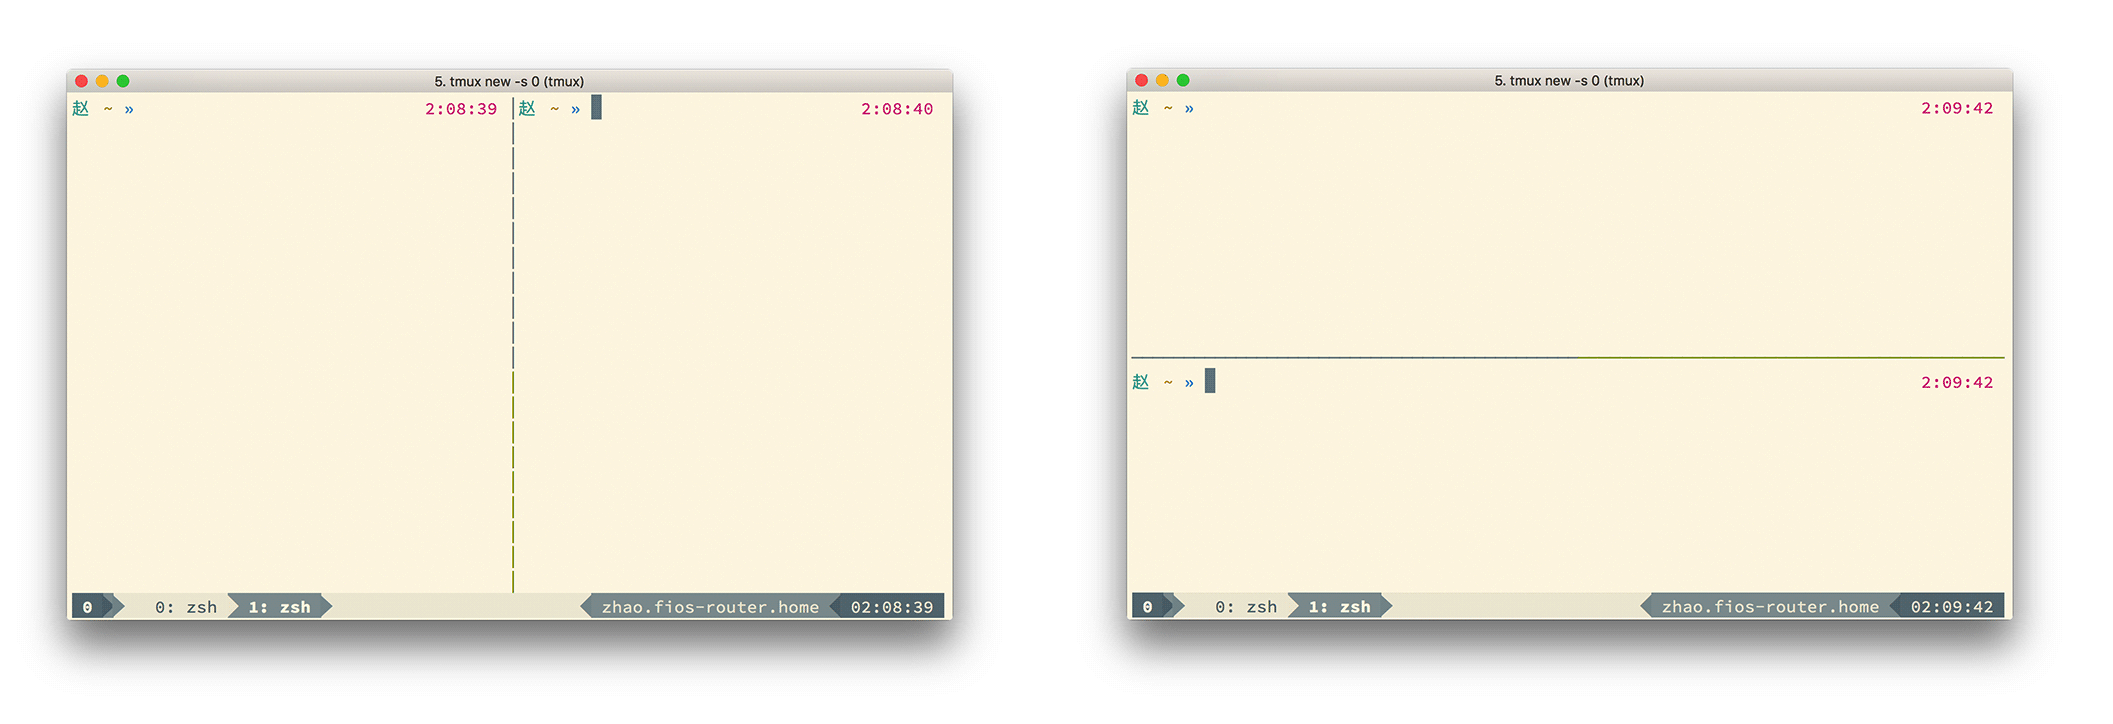 5. tmux new -s 0 (tmux)
赵 ~ » 2:08:39 赵 ~ » 2:08:40
0 0: zsh 1: zsh zhao.fios-router.home 02:08:39
5. tmux new -s 0 (tmux)
赵 ~ » 2:09:42
赵 ~ » 2:09:42
0 0: zsh 1: zsh zhao.fios-router.home 02:09:42